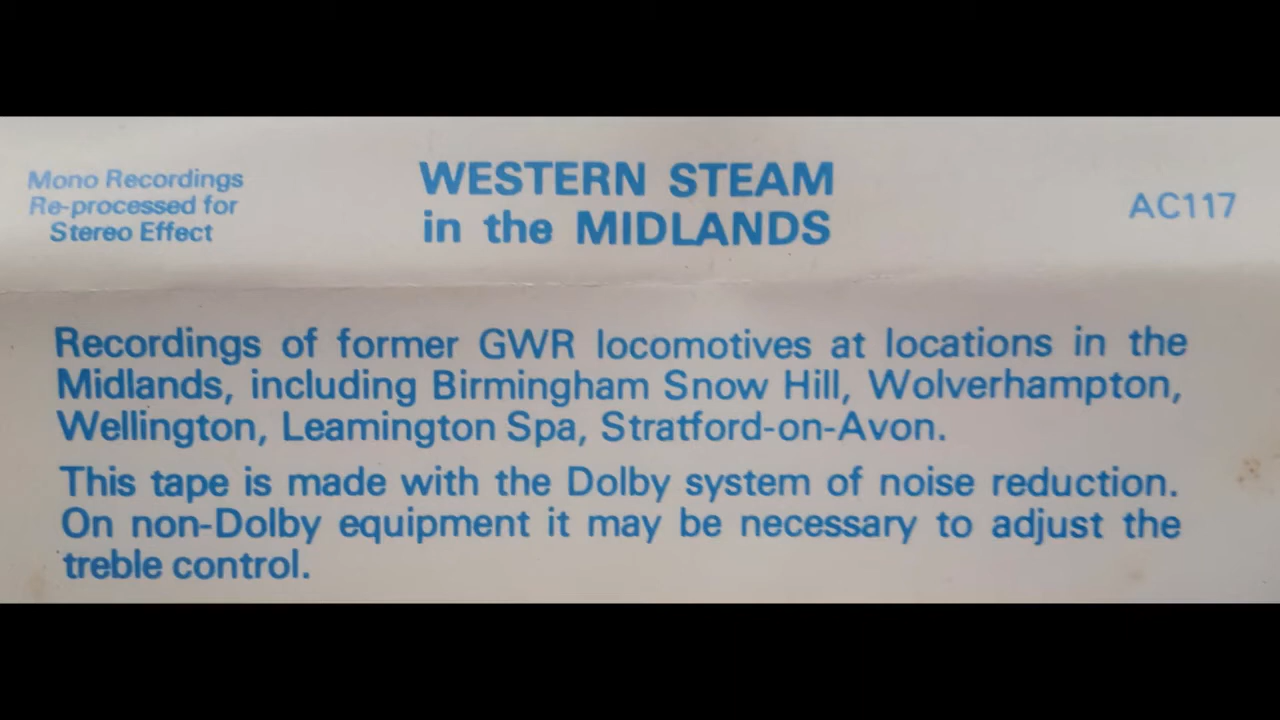 Mono Recordings
Re-processed for
Stereo Effect
WESTERN STEAM
in the MIDLANDS
AC117
Recordings of former GWR locomotives at locations in the
Midlands, including Birmingham Snow Hill, Wolverhampton,
Wellington, Leamington Spa, Stratford-on-Avon.
This tape is made with the Dolby system of noise reduction.
On non-Dolby equipment it may be necessary to adjust the
treble control.